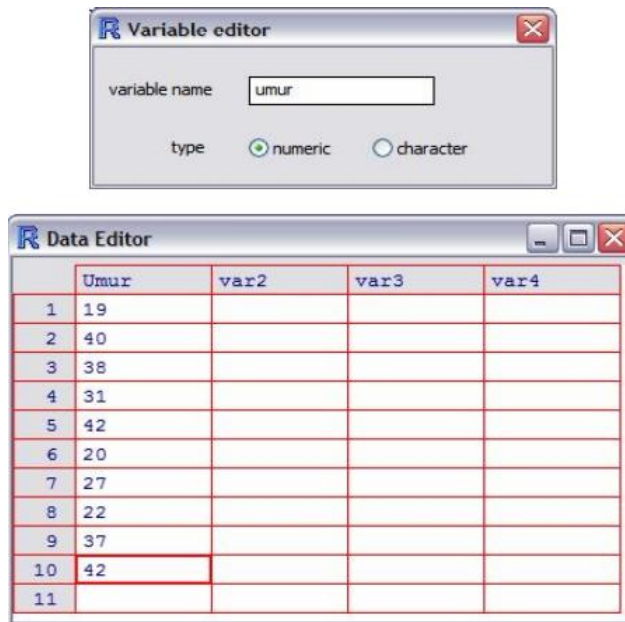 Variable editor
variable name umur
type numeric character
Data Editor
Umur var2 var3 var4
1 19
2 40
3 38
4 31
5 42
6 20
7 27
8 22
9 37
10 42
11